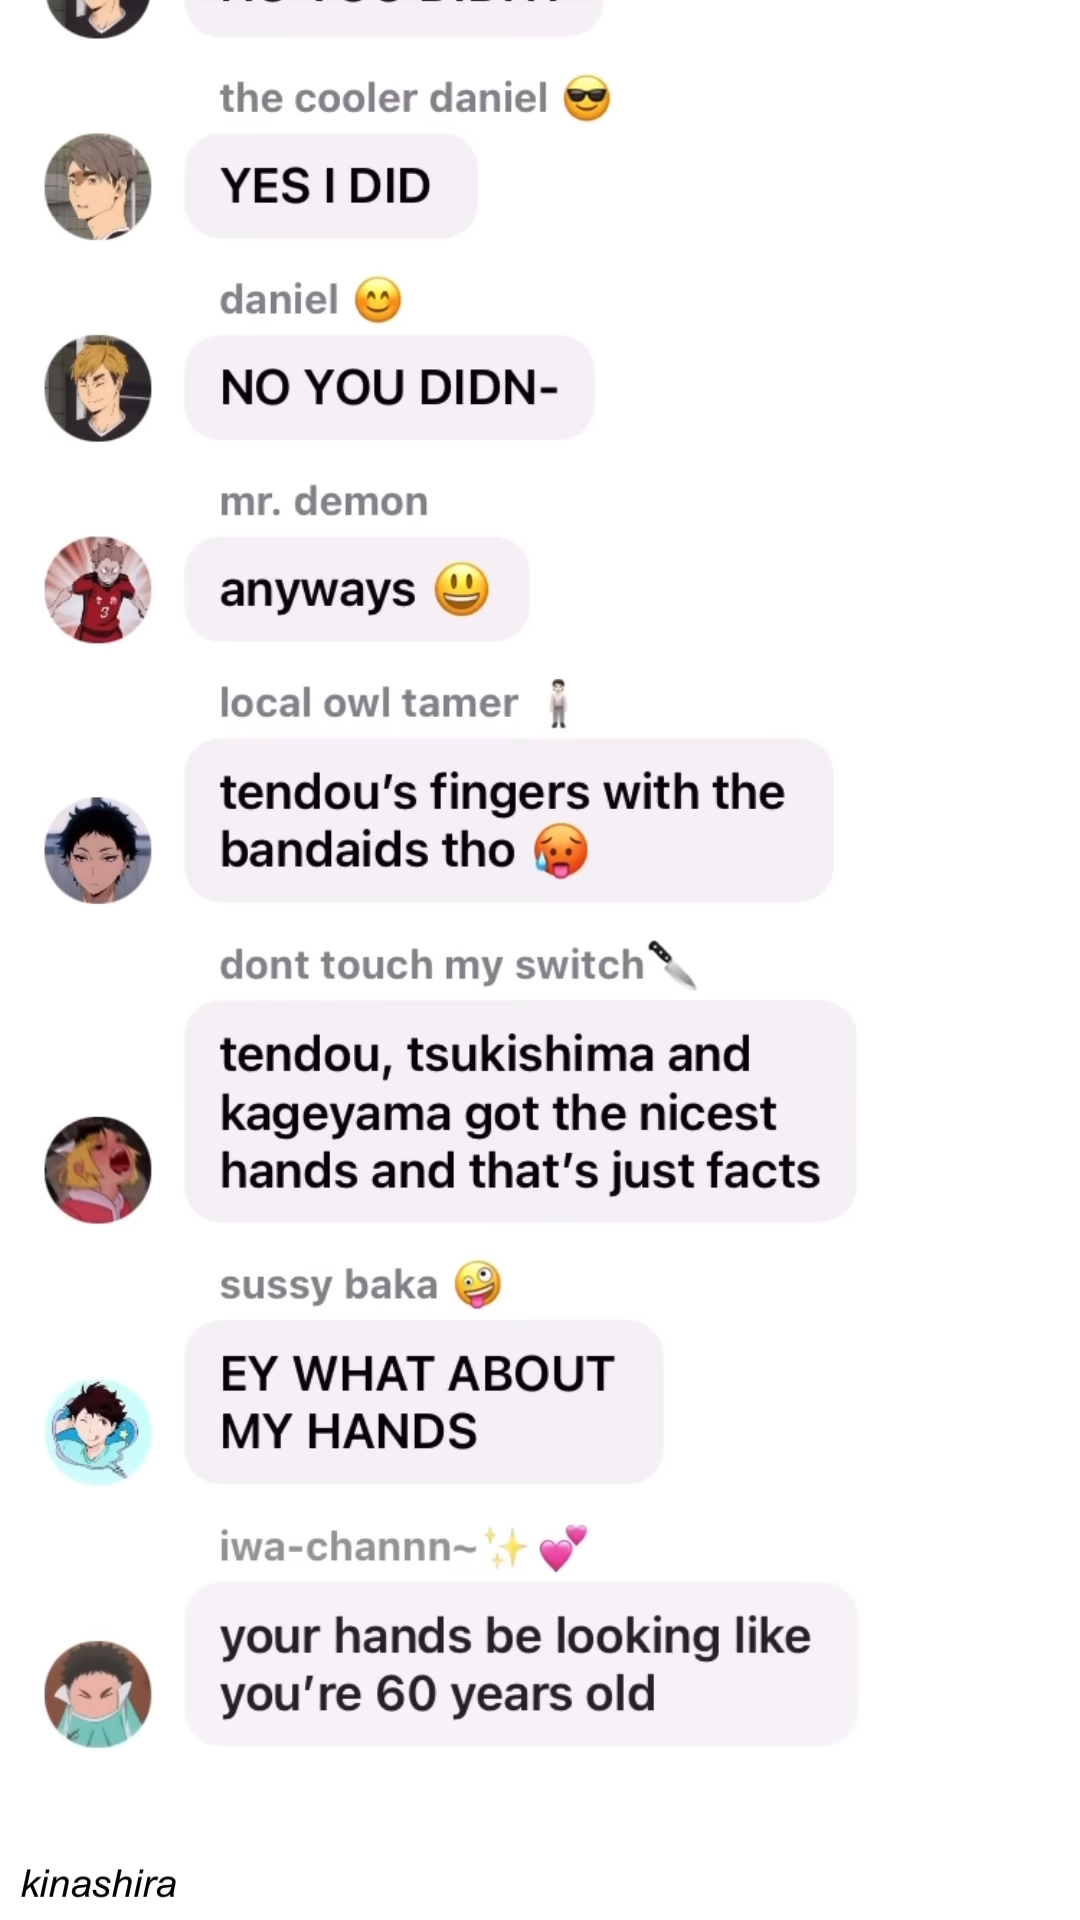 the cooler daniel 😎
YES I DID
daniel 😊
NO YOU DIDN-
mr. demon
anyways 😃
local owl tamer 🧍🏻‍♂️
tendou's fingers with the
bandaids tho 🥵
dont touch my switch🔪
tendou, tsukishima and
kageyama got the nicest
hands and that's just facts
sussy baka 🤪
EY WHAT ABOUT
MY HANDS
iwa-channn~✨💕
your hands be looking like
you're 60 years old
kinashira